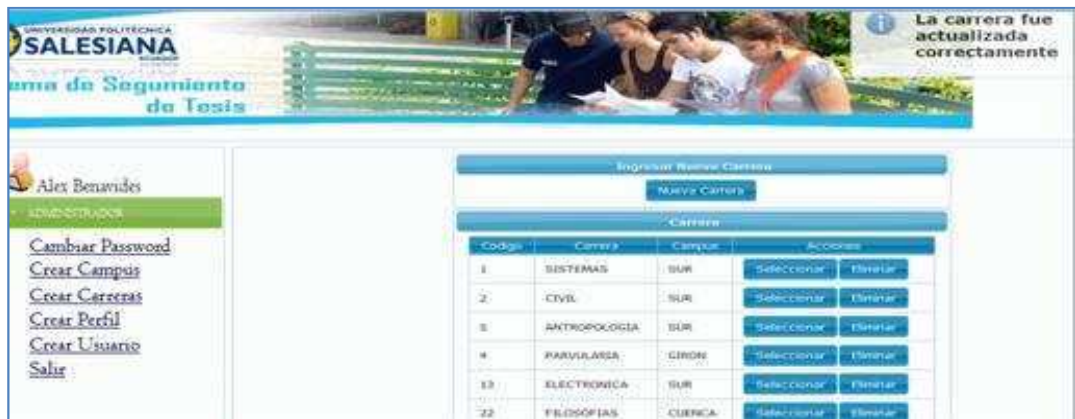 UNIVERSIDAD POLITÉCNICA
SALESIANA
ECUADOR
ema de Seguimiento
de Tesis
La carrera fue
actualizada
correctamente
Alex Benavides
ADMINISTRADOR
Cambiar Password
Crear Campus
Crear Carreras
Crear Perfil
Crear Usuario
Salir
Ingresar Nueva Carrera
Nueva Carrera
Carrera
Codigo Carrera Campus Acciones
1 SISTEMAS SUR Seleccionar Eliminar
2 CIVIL SUR Seleccionar Eliminar
ANTROPOLOGIA SUR Seleccionar Eliminar
4 PARVULARIA GIRON Seleccionar Eliminar
13 ELECTRONICA SUR Seleccionar Eliminar
22 FILOSOFIAS CUENCA Seleccionar Eliminar